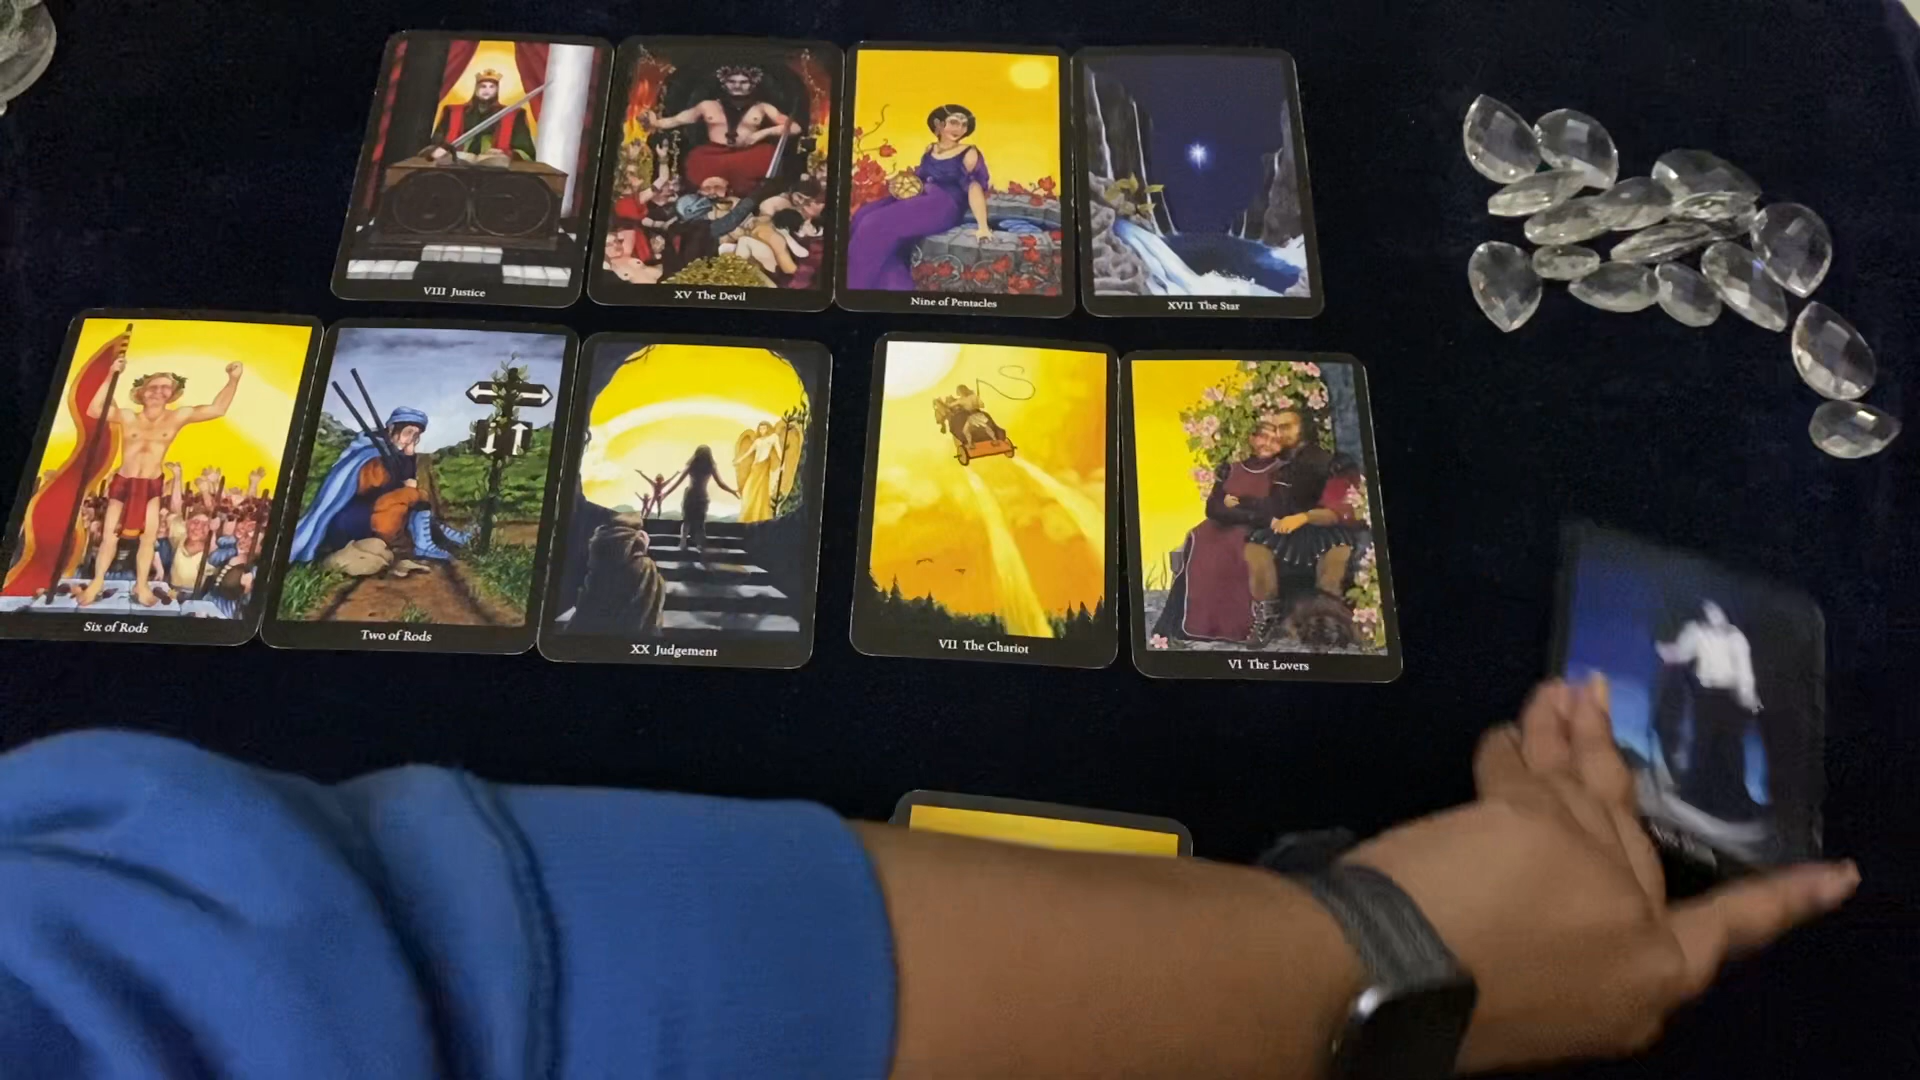 VIII Justice
XV The Devil
Nine of Pentacles
XVII The Star
Six of Rods
Two of Rods
XX Judgement
VII The Chariot
VI The Lovers